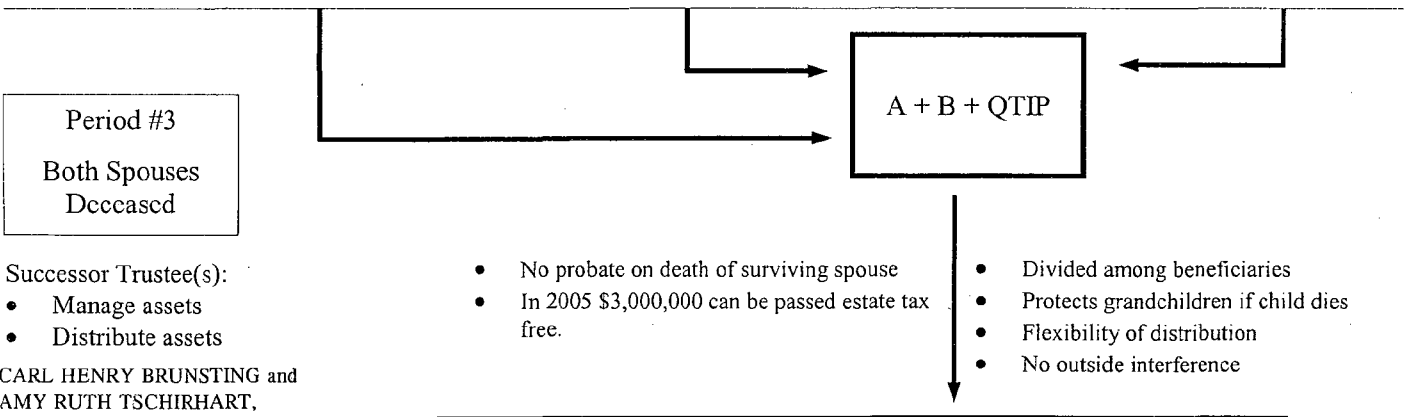 A + B + QTIP
Period #3
Both Spouses
Deceased
Successor Trustee(s):
• Manage assets
• Distribute assets
CARL HENRY BRUNSTING and
AMY RUTH TSCHIRHART,
• No probate on death of surviving spouse
• In 2005 $3,000,000 can be passed estate tax
free.
• Divided among beneficiaries
• Protects grandchildren if child dies
• Flexibility of distribution
• No outside interference